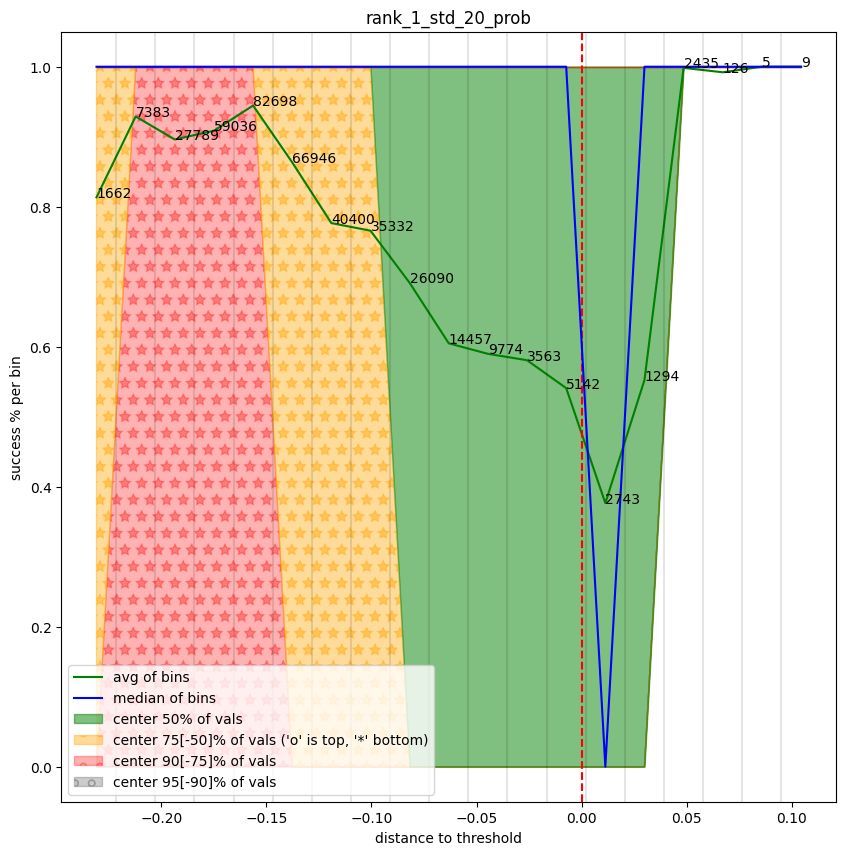 rank_1_std_20_prob
success % per bin
1.0
0.8
0.6
0.4
0.2
0.0
1662
7383
27789
59036
82698
66946
40400
35332
26090
14457
9774
3563
5142
2743
1294
2435
126
5
9
avg of bins
median of bins
center 50% of vals
center 75[-50]% of vals ('o' is top, '*' bottom)
center 90[-75]% of vals
center 95[-90]% of vals
−0.20 −0.15 −0.10 −0.05 0.00 0.05 0.10
distance to threshold